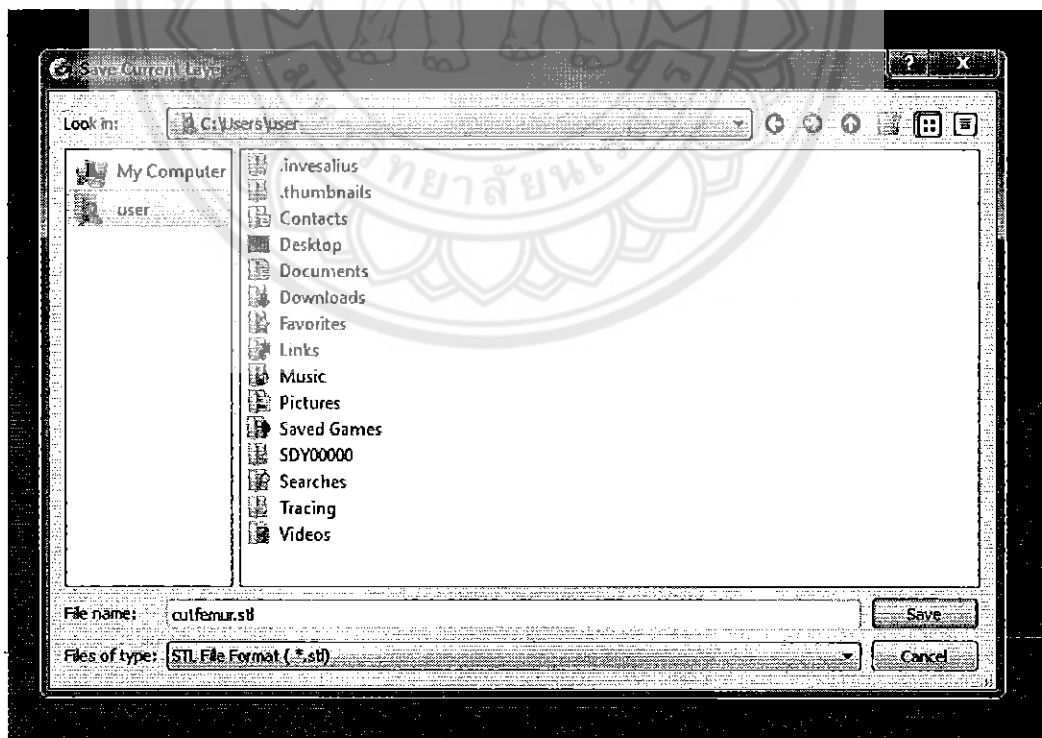 Save Current Layer
? X
Look in:
C:\Users\user
My Computer
user
.invesalius
.thumbnails
Contacts
Desktop
Documents
Downloads
Favorites
Links
Music
Pictures
Saved Games
SDY00000
Searches
Tracing
Videos
File name:
cutfemur.stl
Save
Files of type:
STL File Format ( *.stl)
Cancel